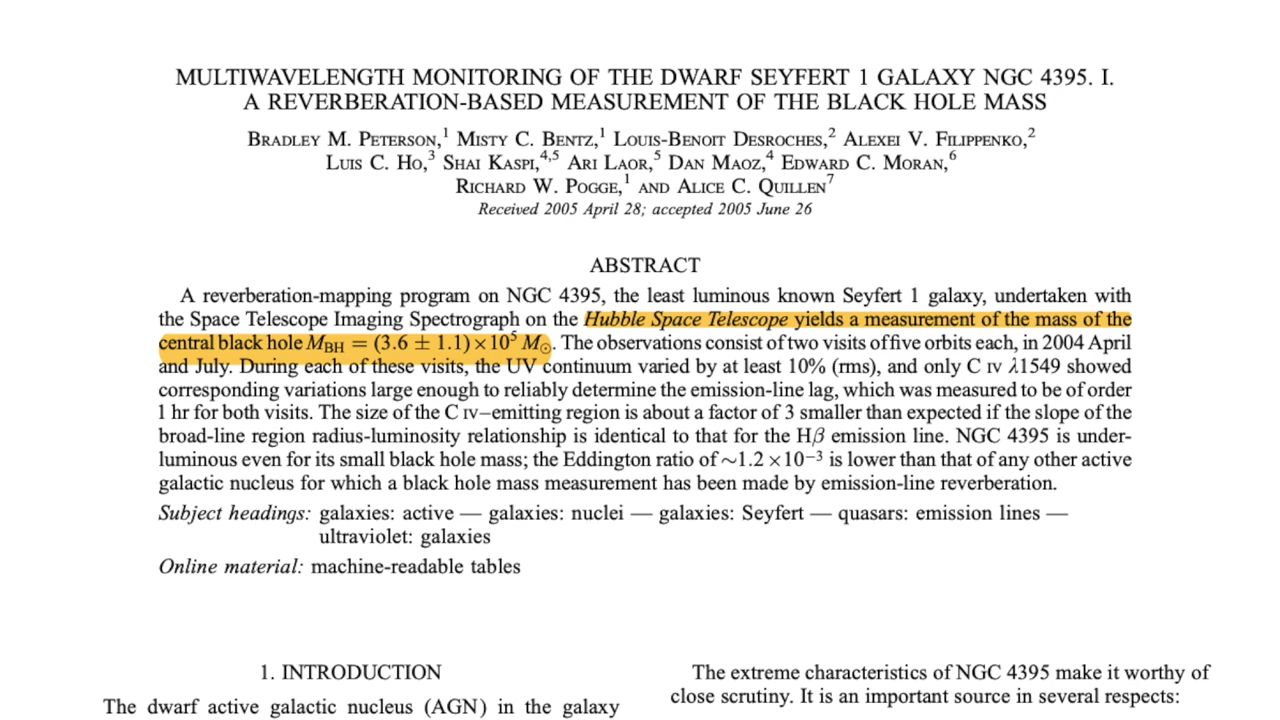 MULTIWAVELENGTH MONITORING OF THE DWARF SEYFERT 1 GALAXY NGC 4395. I.
A REVERBERATION-BASED MEASUREMENT OF THE BLACK HOLE MASS
Bradley M. Peterson,¹ Misty C. Bentz,¹ Louis-Benoit Desroches,² Alexei V. Filippenko,²
Luis C. Ho,³ Shai Kaspi,⁴,⁵ Ari Laor,⁵ Dan Maoz,⁴ Edward C. Moran,⁶
Richard W. Pogge,¹ and Alice C. Quillen⁷
Received 2005 April 28; accepted 2005 June 26
ABSTRACT
A reverberation-mapping program on NGC 4395, the least luminous known Seyfert 1 galaxy, undertaken with
the Space Telescope Imaging Spectrograph on the Hubble Space Telescope yields a measurement of the mass of the
central black hole M_BH = (3.6 ± 1.1) × 10⁵ M_⊙. The observations consist of two visits of five orbits each, in 2004 April
and July. During each of these visits, the UV continuum varied by at least 10% (rms), and only C IV λ1549 showed
corresponding variations large enough to reliably determine the emission-line lag, which was measured to be of order
1 hr for both visits. The size of the C IV–emitting region is about a factor of 3 smaller than expected if the slope of the
broad-line region radius-luminosity relationship is identical to that for the Hβ emission line. NGC 4395 is under-
luminous even for its small black hole mass; the Eddington ratio of ~1.2 × 10⁻³ is lower than that of any other active
galactic nucleus for which a black hole mass measurement has been made by emission-line reverberation.
Subject headings: galaxies: active — galaxies: nuclei — galaxies: Seyfert — quasars: emission lines —
ultraviolet: galaxies
Online material: machine-readable tables
1. INTRODUCTION
The dwarf active galactic nucleus (AGN) in the galaxy
The extreme characteristics of NGC 4395 make it worthy of
close scrutiny. It is an important source in several respects: